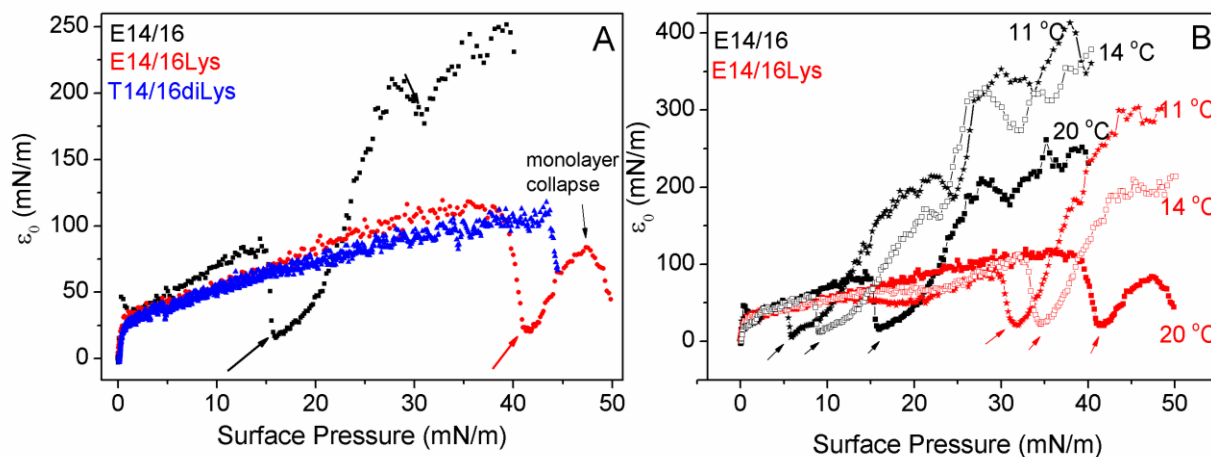 A
E14/16
E14/16Lys
T14/16diLys
monolayer
collapse
ε₀ (mN/m)
250
200
150
100
50
0
0 10 20 30 40 50
Surface Pressure (mN/m)
B
E14/16
E14/16Lys
11 °C
14 °C
20 °C
11 °C
14 °C
20 °C
ε₀ (mN/m)
400
300
200
100
0
0 10 20 30 40 50
Surface Pressure (mN/m)